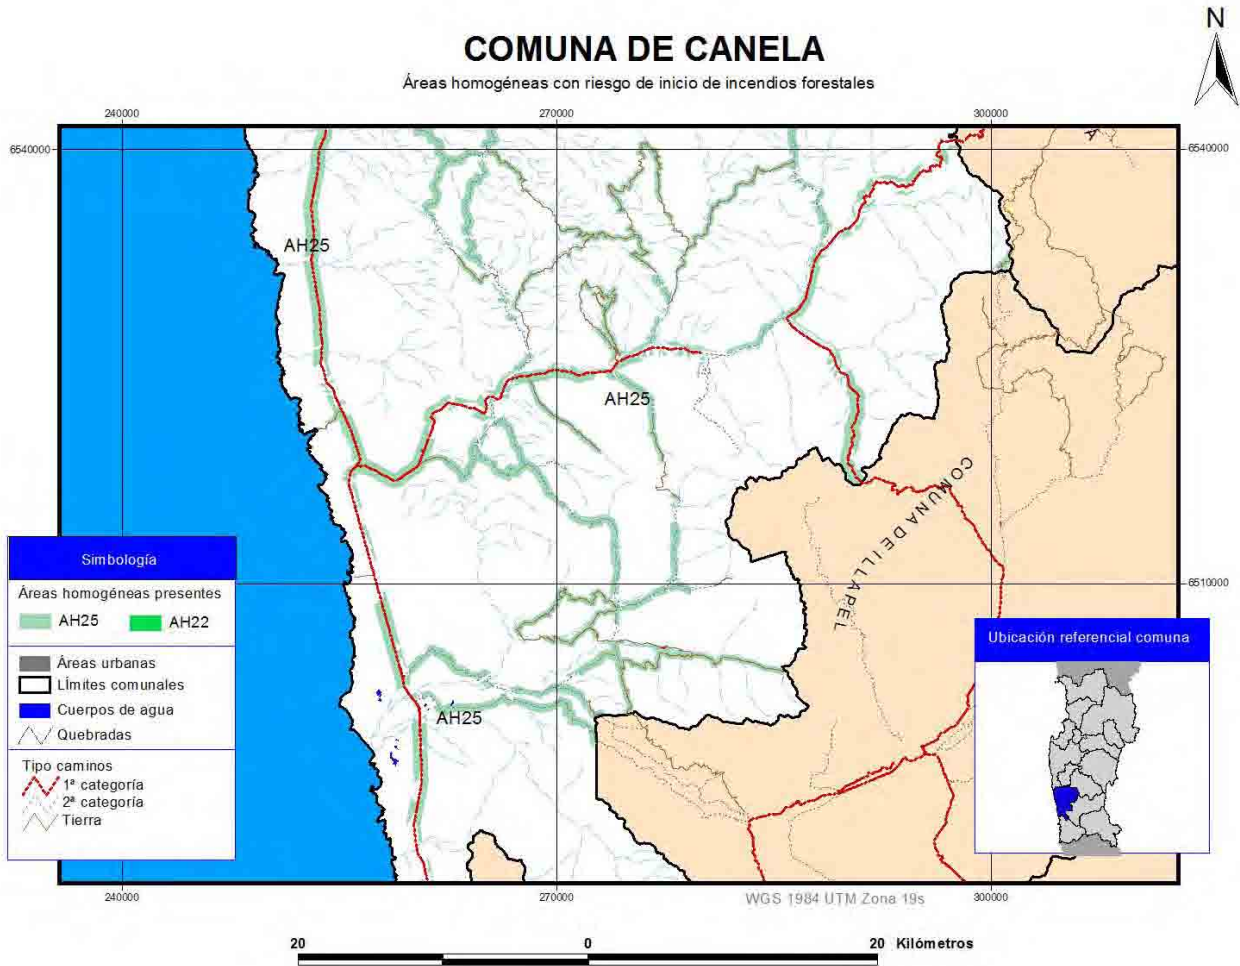 N
COMUNA DE CANELA
Áreas homogéneas con riesgo de inicio de incendios forestales
240000
270000
300000
6540000
6540000
A
AH25
AH25
COMUNA DE ILLAPEL
6510000
AH25
Simbología
Áreas homogéneas presentes
AH25
AH22
Áreas urbanas
Límites comunales
Cuerpos de agua
Quebradas
Tipo caminos
1ª categoría
2ª categoría
Tierra
Ubicación referencial comuna
240000
270000
WGS 1984 UTM Zona 19s
300000
20
0
20 Kilómetros